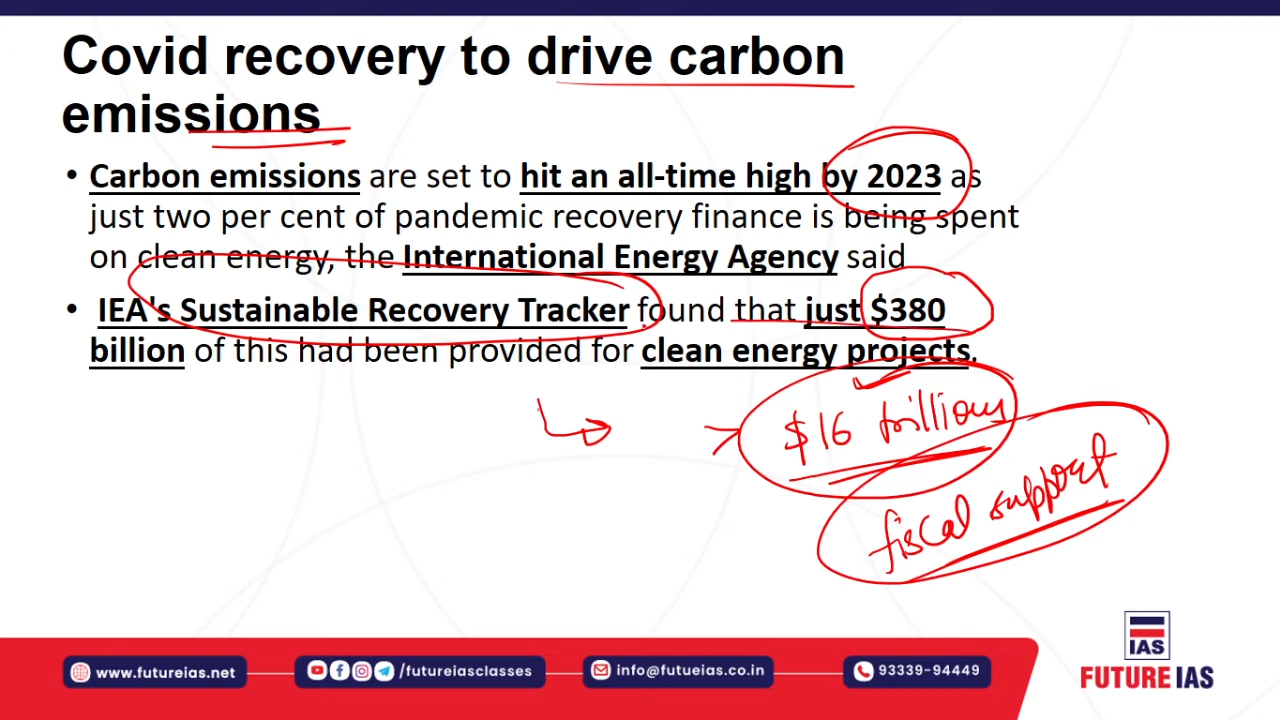 Covid recovery to drive carbon
emissions
• Carbon emissions are set to hit an all-time high by 2023 as
just two per cent of pandemic recovery finance is being spent
on clean energy, the International Energy Agency said
• IEA's Sustainable Recovery Tracker found that just $380
billion of this had been provided for clean energy projects.
$16 trillions
fiscal support
IAS
FUTURE IAS
www.futureias.net
/futureiasclasses
info@futueias.co.in
93339-94449